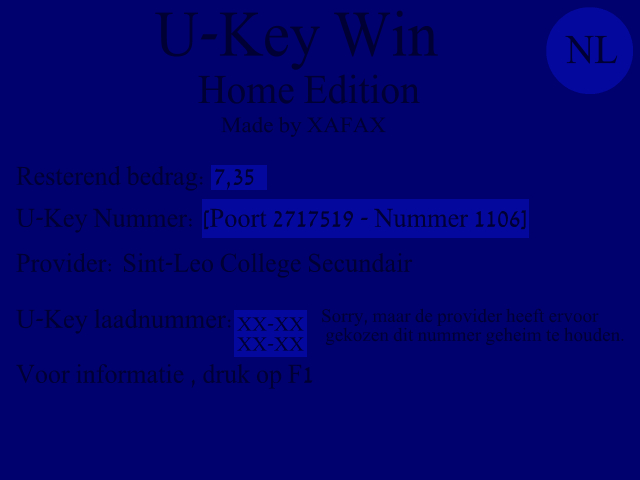 U-Key Win
NL
Home Edition
Made by XAFAX
Resterend bedrag: 7,35
U-Key Nummer: [Poort 2717519 - Nummer 1106]
Provider: Sint-Leo College Secundair
U-Key laadnummer: XX-XX
XX-XX
Sorry, maar de provider heeft ervoor
gekozen dit nummer geheim te houden.
Voor informatie , druk op F1